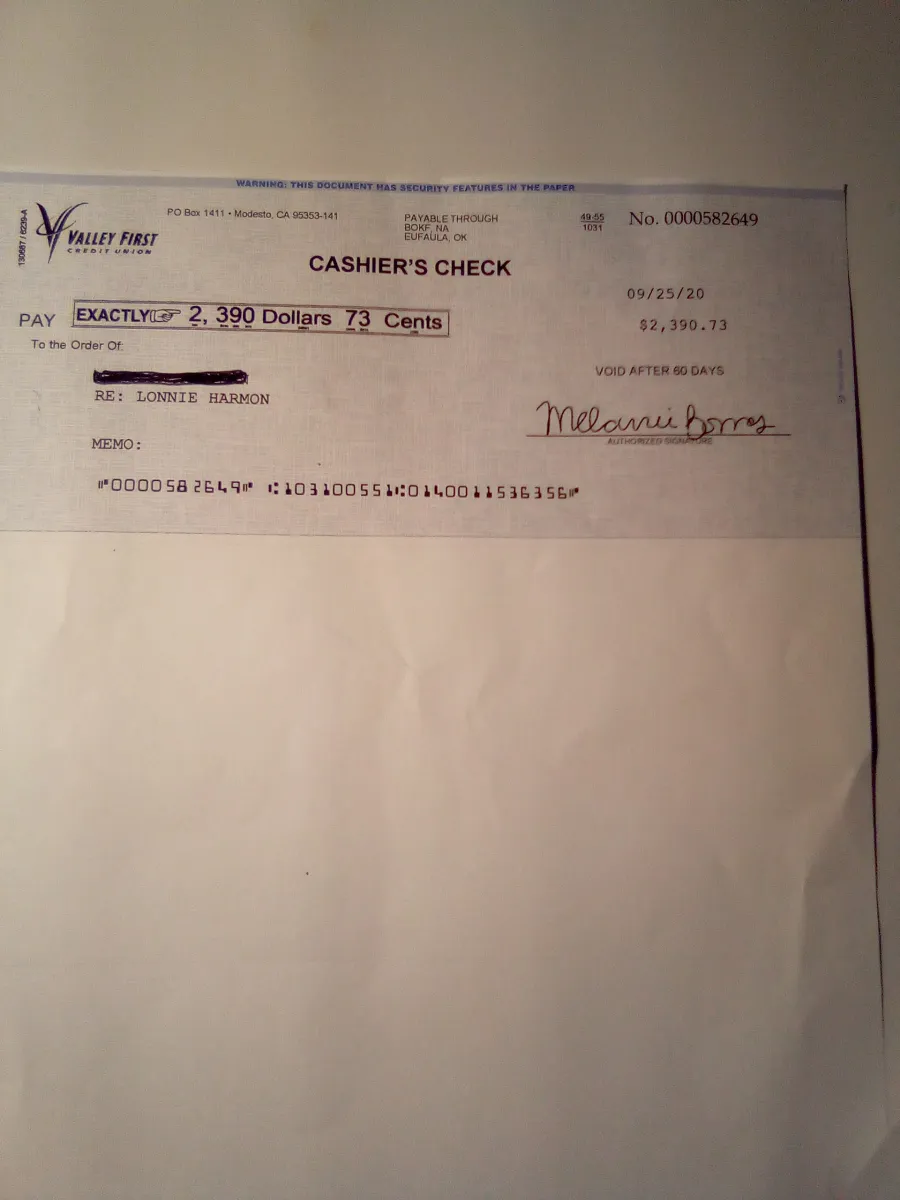 WARNING: THIS DOCUMENT HAS SECURITY FEATURES IN THE PAPER
130687 / 6239-A
VALLEY FIRST
CREDIT UNION
PO Box 1411 • Modesto, CA 95353-141
PAYABLE THROUGH
BOKF, NA
EUFAULA, OK
49-55
1031
No. 0000582649
CASHIER'S CHECK
09/25/20
PAY EXACTLY 2, 390 Dollars 73 Cents
$2,390.73
To the Order Of:
VOID AFTER 60 DAYS
RE: LONNIE HARMON
Melanie Borros
AUTHORIZED SIGNATURE
MEMO:
⑈0000582649⑈ ⑆103100551⑆0140011536356⑈